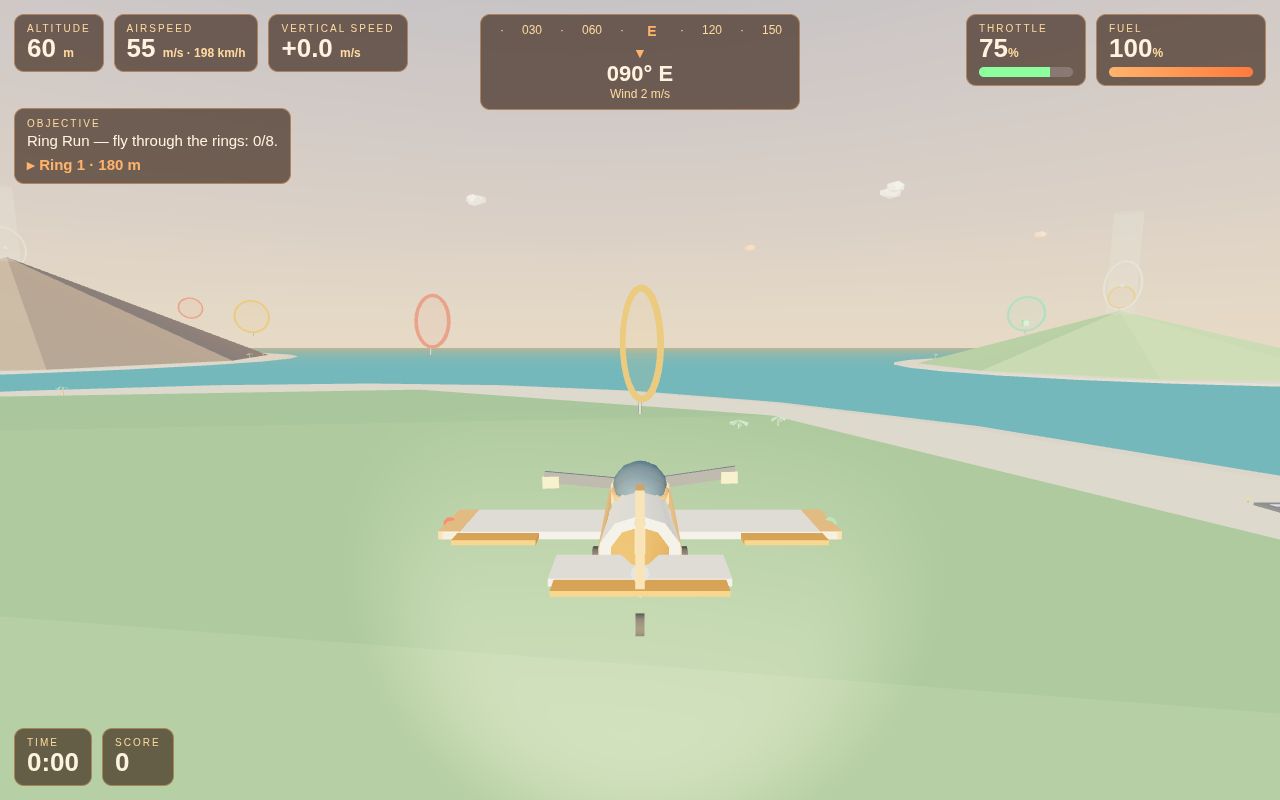 ALTITUDE
60 m
AIRSPEED
55 m/s · 198 km/h
VERTICAL SPEED
+0.0 m/s
· 030 · 060 · E · 120 · 150
▼
090° E
Wind 2 m/s
THROTTLE
75%
FUEL
100%
OBJECTIVE
Ring Run — fly through the rings: 0/8.
▸ Ring 1 · 180 m
TIME
0:00
SCORE
0